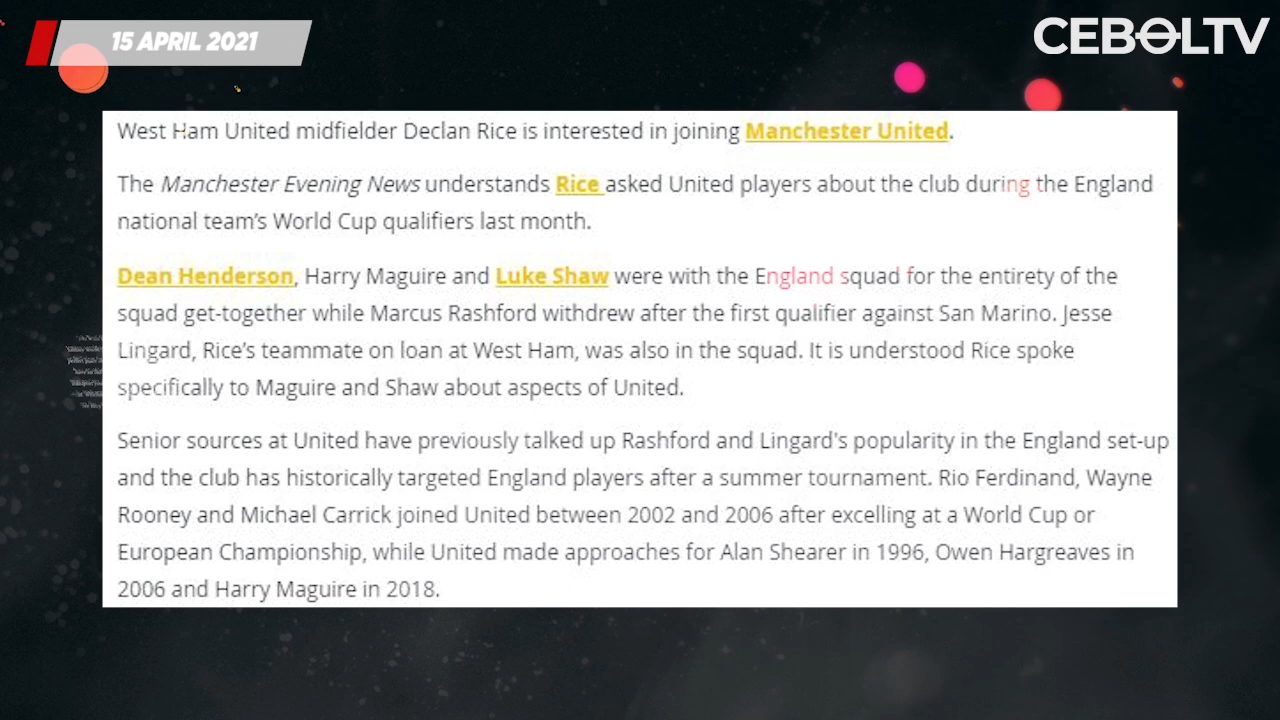 15 APRIL 2021
CEBOLTV
West Ham United midfielder Declan Rice is interested in joining Manchester United.
The Manchester Evening News understands Rice asked United players about the club during the England
national team’s World Cup qualifiers last month.
Dean Henderson, Harry Maguire and Luke Shaw were with the England squad for the entirety of the
squad get-together while Marcus Rashford withdrew after the first qualifier against San Marino. Jesse
Lingard, Rice’s teammate on loan at West Ham, was also in the squad. It is understood Rice spoke
specifically to Maguire and Shaw about aspects of United.
Senior sources at United have previously talked up Rashford and Lingard's popularity in the England set-up
and the club has historically targeted England players after a summer tournament. Rio Ferdinand, Wayne
Rooney and Michael Carrick joined United between 2002 and 2006 after excelling at a World Cup or
European Championship, while United made approaches for Alan Shearer in 1996, Owen Hargreaves in
2006 and Harry Maguire in 2018.